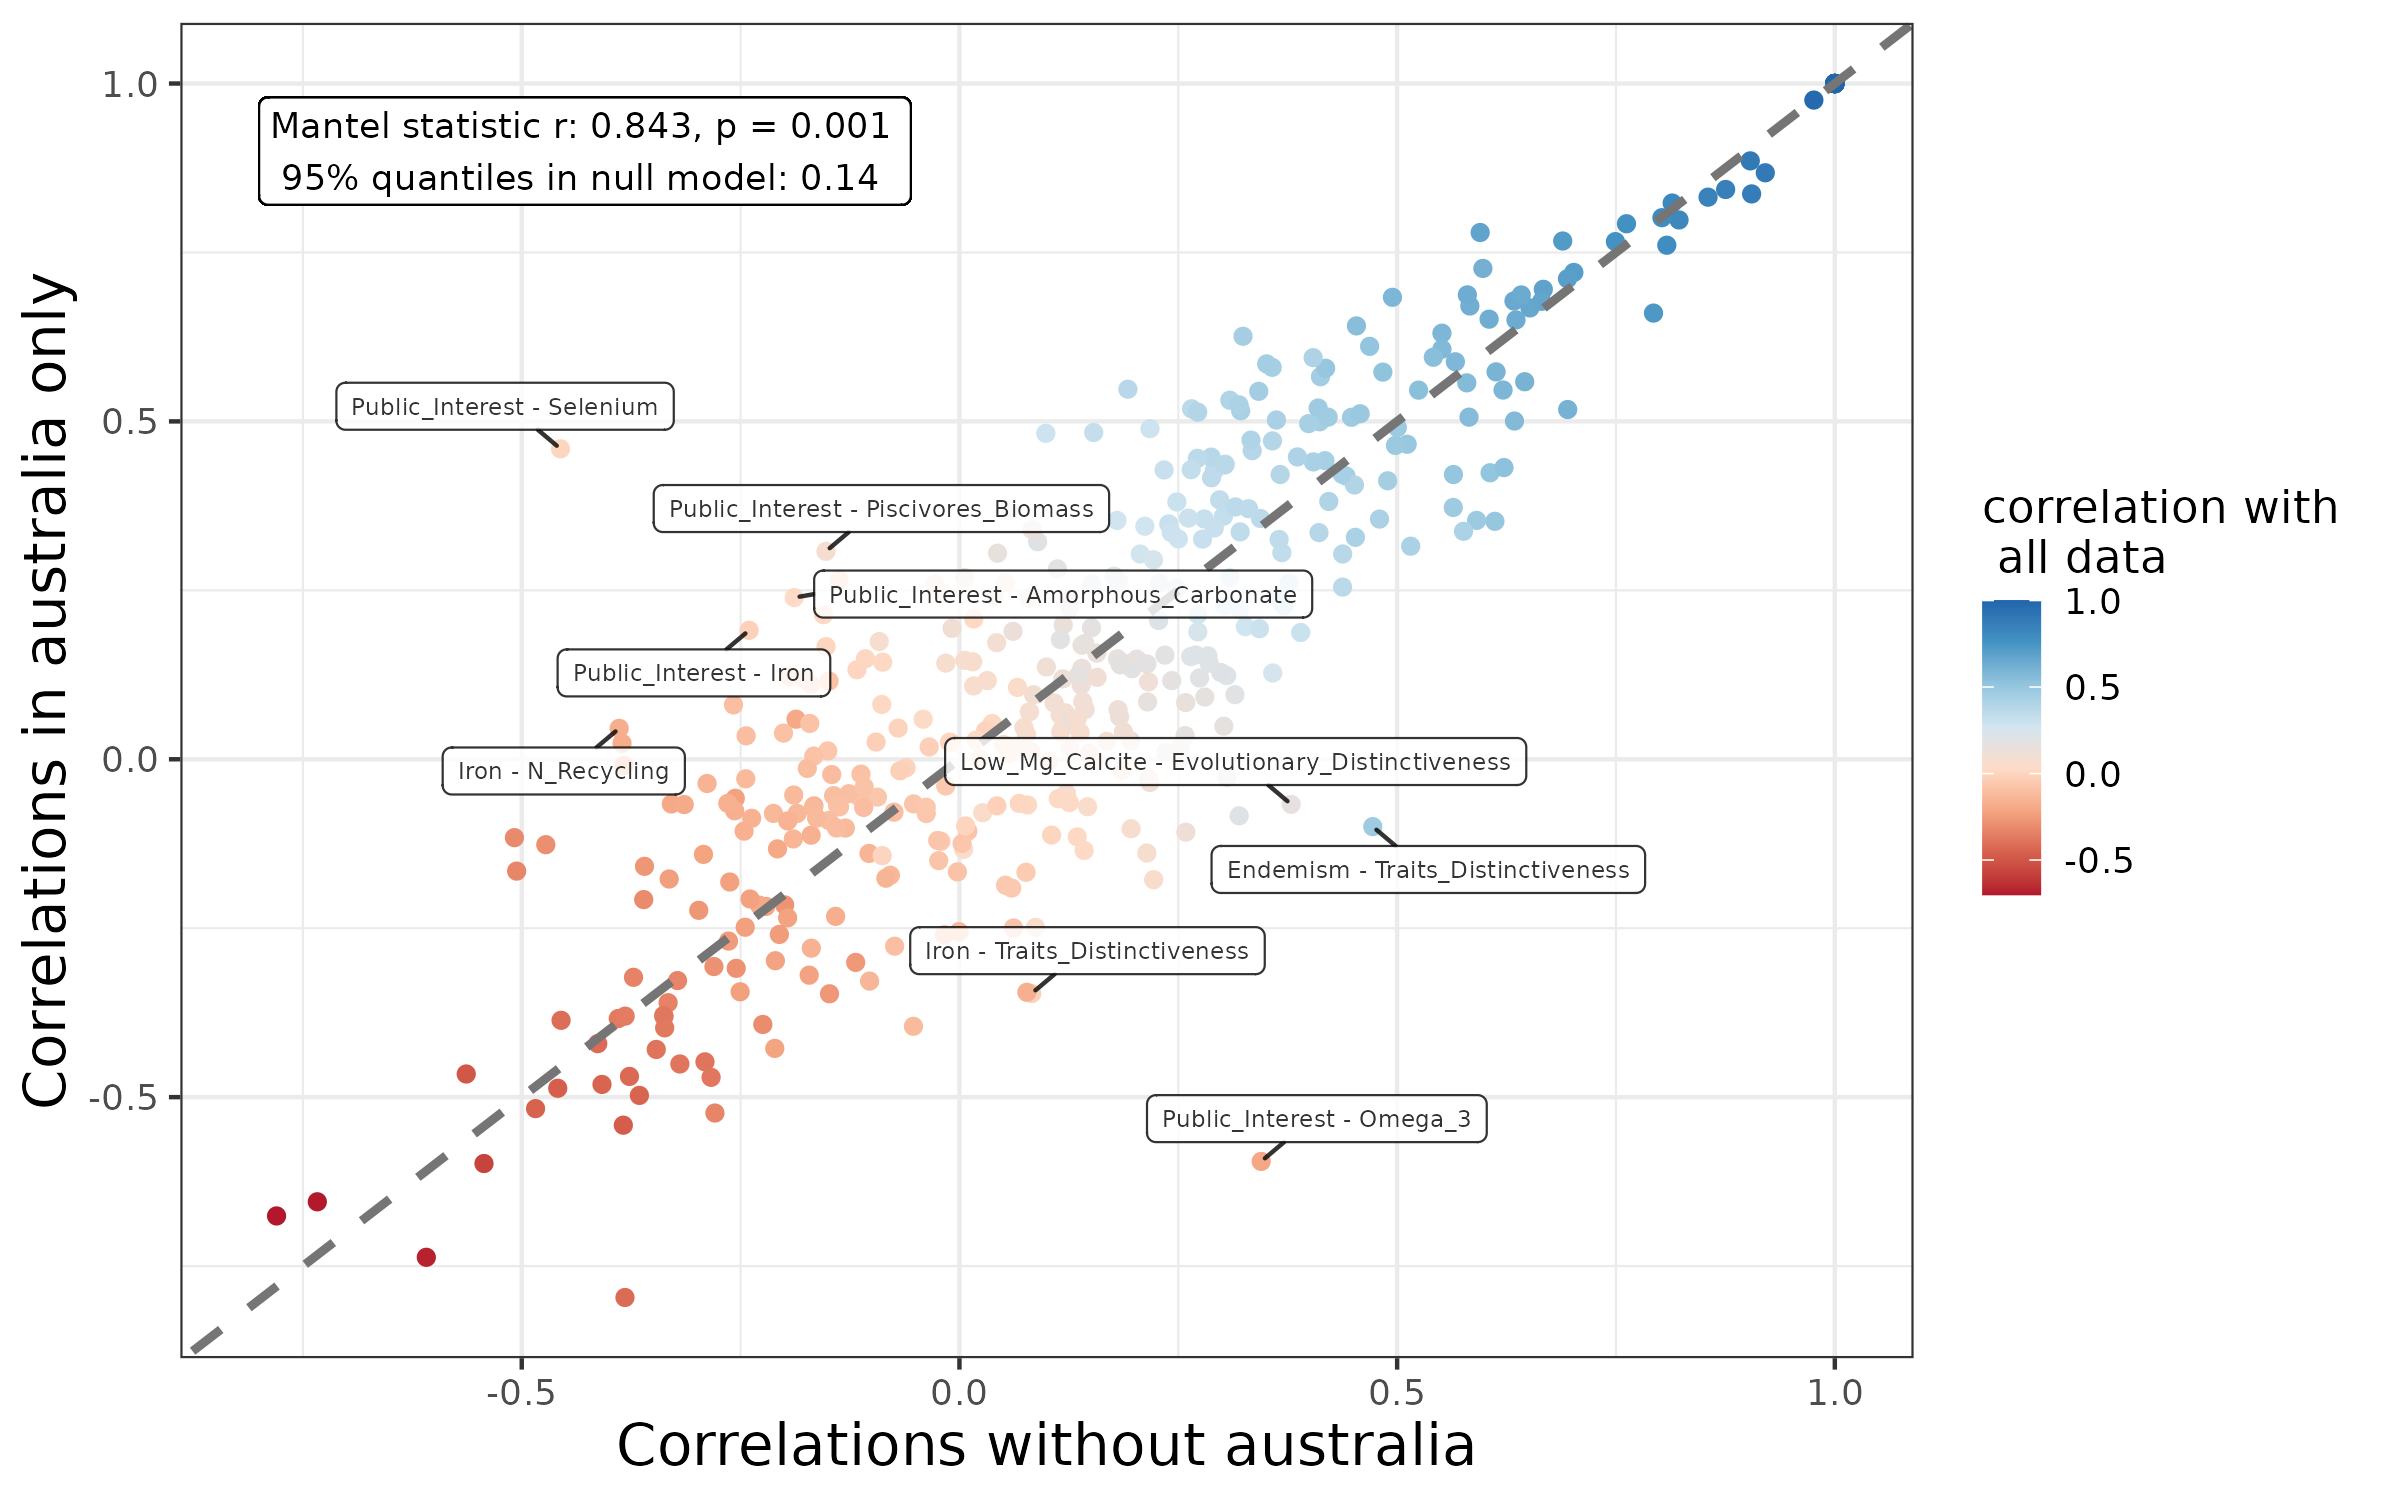 Correlations in australia only
1.0
0.5
0.0
-0.5
Mantel statistic r: 0.843, p = 0.001
95% quantiles in null model: 0.14
Public_Interest - Selenium
Public_Interest - Piscivores_Biomass
Public_Interest - Amorphous_Carbonate
Public_Interest - Iron
Iron - N_Recycling
Low_Mg_Calcite - Evolutionary_Distinctiveness
Endemism - Traits_Distinctiveness
Iron - Traits_Distinctiveness
Public_Interest - Omega_3
-0.5
0.0
0.5
1.0
Correlations without australia
correlation with
all data
1.0
0.5
0.0
-0.5